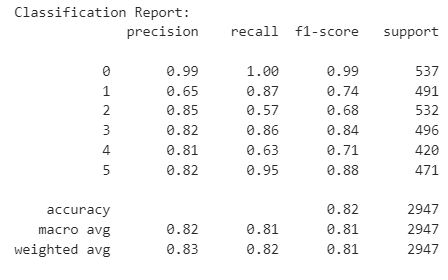 Classification Report:
precision recall f1-score support
0 0.99 1.00 0.99 537
1 0.65 0.87 0.74 491
2 0.85 0.57 0.68 532
3 0.82 0.86 0.84 496
4 0.81 0.63 0.71 420
5 0.82 0.95 0.88 471
accuracy 0.82 2947
macro avg 0.82 0.81 0.81 2947
weighted avg 0.83 0.82 0.81 2947